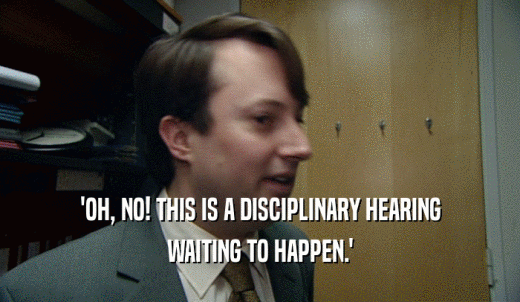 'OH, NO! THIS IS A DISCIPLINARY HEARING
WAITING TO HAPPEN.'